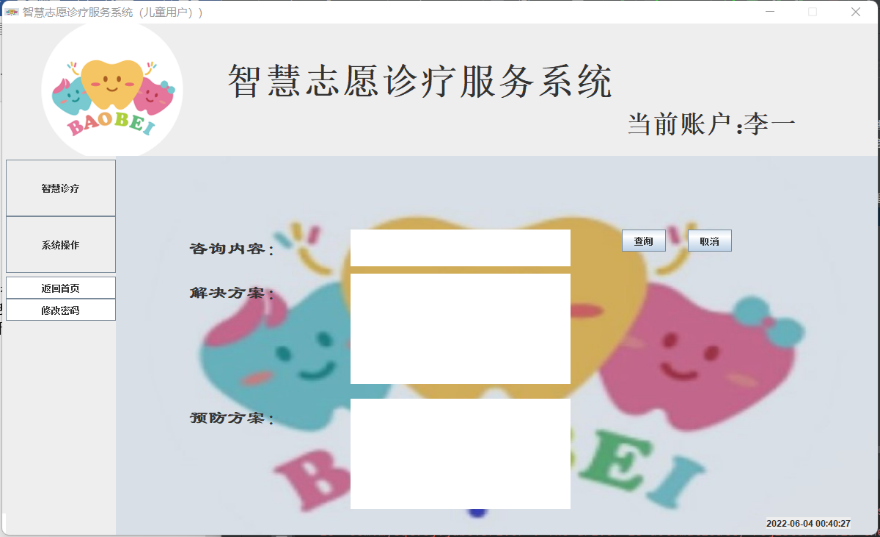 智慧志愿诊疗服务系统（儿童用户））
智慧志愿诊疗服务系统
BAOBEI
当前账户:李一
智慧诊疗
系统操作
返回首页
修改密码
咨询内容：
查询
取消
解决方案：
预防方案：
B
EI
2022-06-04 00:40:27